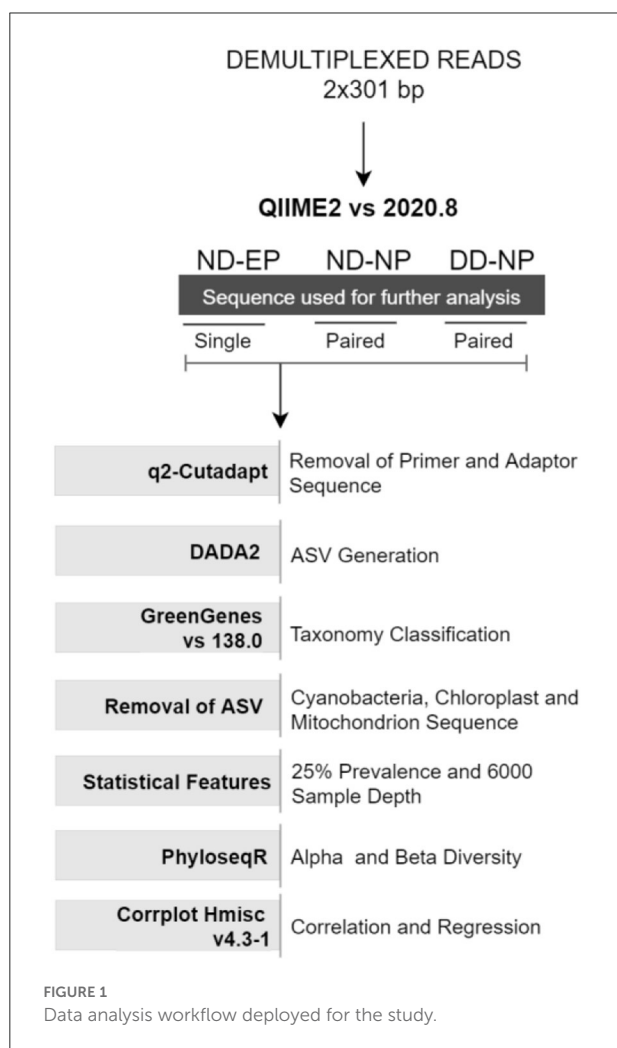 DEMULTIPLEXED READS
2x301 bp
QIIME2 vs 2020.8
ND-EP ND-NP DD-NP
Sequence used for further analysis
Single Paired Paired
q2-Cutadapt
Removal of Primer and Adaptor
Sequence
DADA2
ASV Generation
GreenGenes
vs 138.0
Taxonomy Classification
Removal of ASV
Cyanobacteria, Chloroplast and
Mitochondrion Sequence
Statistical Features
25% Prevalence and 6000
Sample Depth
PhyloseqR
Alpha and Beta Diversity
Corrplot Hmisc
v4.3-1
Correlation and Regression
FIGURE 1
Data analysis workflow deployed for the study.